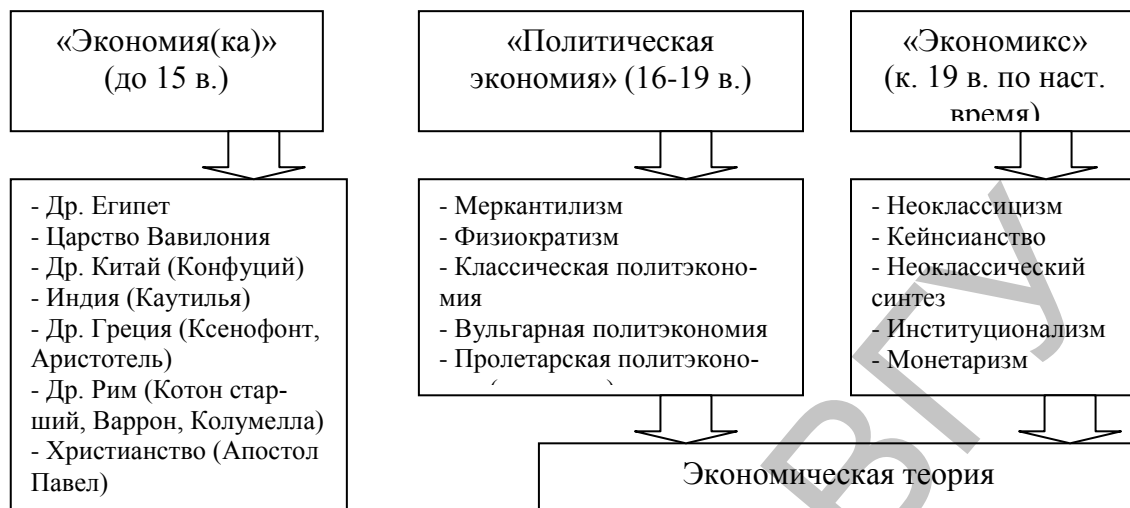 «Экономия(ка)»
(до 15 в.)
«Политическая
экономия» (16-19 в.)
«Экономикс»
(к. 19 в. по наст.
время)
- Др. Египет
- Царство Вавилония
- Др. Китай (Конфуций)
- Индия (Каутилья)
- Др. Греция (Ксенофонт,
Аристотель)
- Др. Рим (Котон стар-
ший, Варрон, Колумелла)
- Христианство (Апостол
Павел)
- Меркантилизм
- Физиократизм
- Классическая политэконо-
мия
- Вульгарная политэкономия
- Пролетарская политэконо-
- Неоклассицизм
- Кейнсианство
- Неоклассический
синтез
- Институционализм
- Монетаризм
Экономическая теория
ВГУ